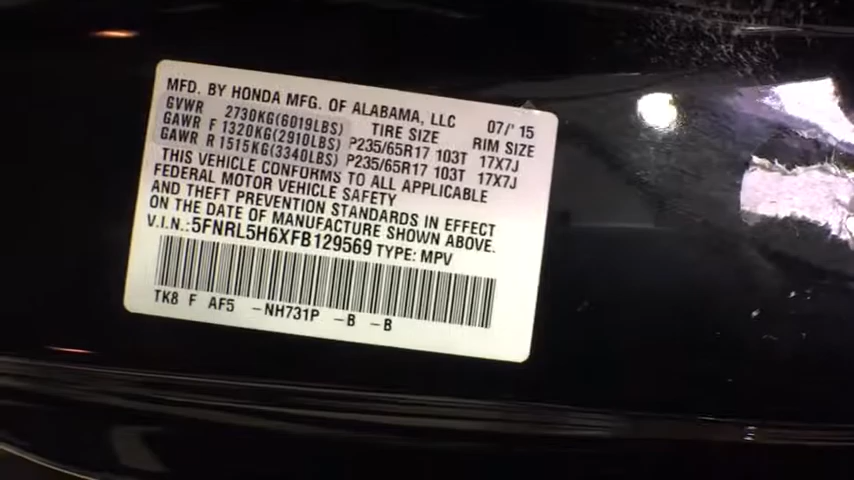 MFD. BY HONDA MFG. OF ALABAMA, LLC 07/'15
GVWR 2730KG(6019LBS) TIRE SIZE RIM SIZE
GAWR F 1320KG(2910LBS) P235/65R17 103T 17X7J
GAWR R 1515KG(3340LBS) P235/65R17 103T 17X7J
THIS VEHICLE CONFORMS TO ALL APPLICABLE
FEDERAL MOTOR VEHICLE SAFETY
AND THEFT PREVENTION STANDARDS IN EFFECT
ON THE DATE OF MANUFACTURE SHOWN ABOVE.
V.I.N.:5FNRL5H6XFB129569 TYPE: MPV
TK8 F AF5 -NH731P -B -B